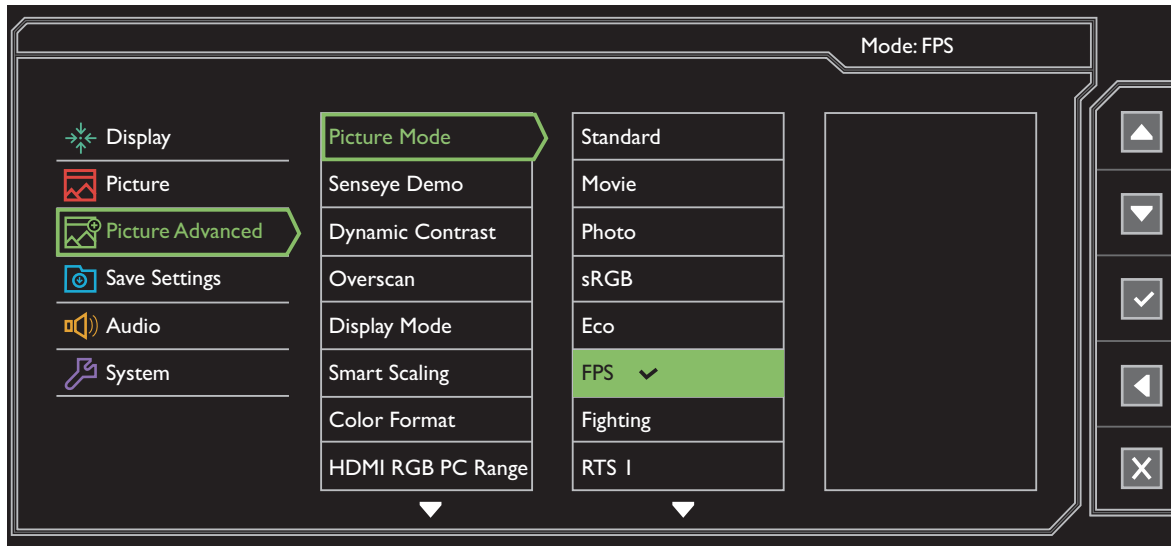 Mode: FPS
Display
Picture
Picture Advanced
Save Settings
Audio
System
Picture Mode
Senseye Demo
Dynamic Contrast
Overscan
Display Mode
Smart Scaling
Color Format
HDMI RGB PC Range
Standard
Movie
Photo
sRGB
Eco
FPS
Fighting
RTS 1